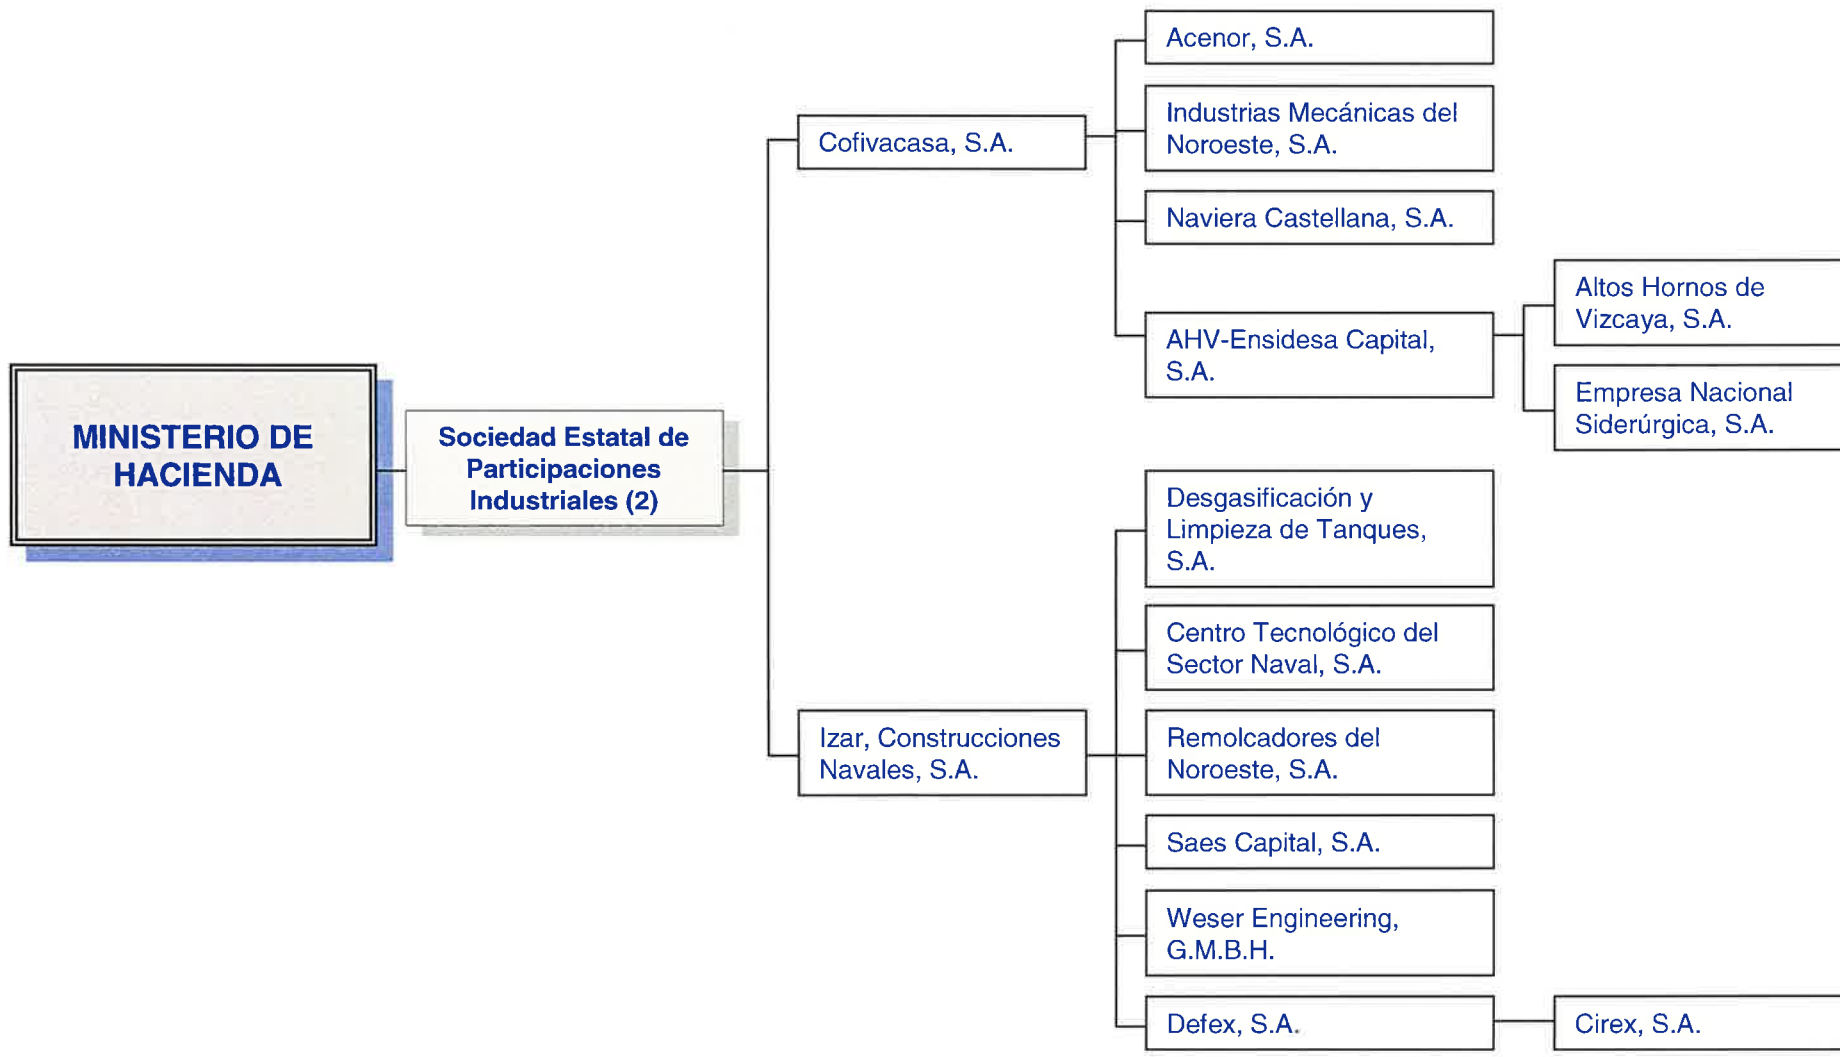 MINISTERIO DE
HACIENDA
Sociedad Estatal de
Participaciones
Industriales (2)
Cofivacasa, S.A.
Acenor, S.A.
Industrias Mecánicas del
Noroeste, S.A.
Naviera Castellana, S.A.
AHV-Ensidesa Capital,
S.A.
Altos Hornos de
Vizcaya, S.A.
Empresa Nacional
Siderúrgica, S.A.
Izar, Construcciones
Navales, S.A.
Desgasificación y
Limpieza de Tanques,
S.A.
Centro Tecnológico del
Sector Naval, S.A.
Remolcadores del
Noroeste, S.A.
Saes Capital, S.A.
Weser Engineering,
G.M.B.H.
Defex, S.A.
Cirex, S.A.